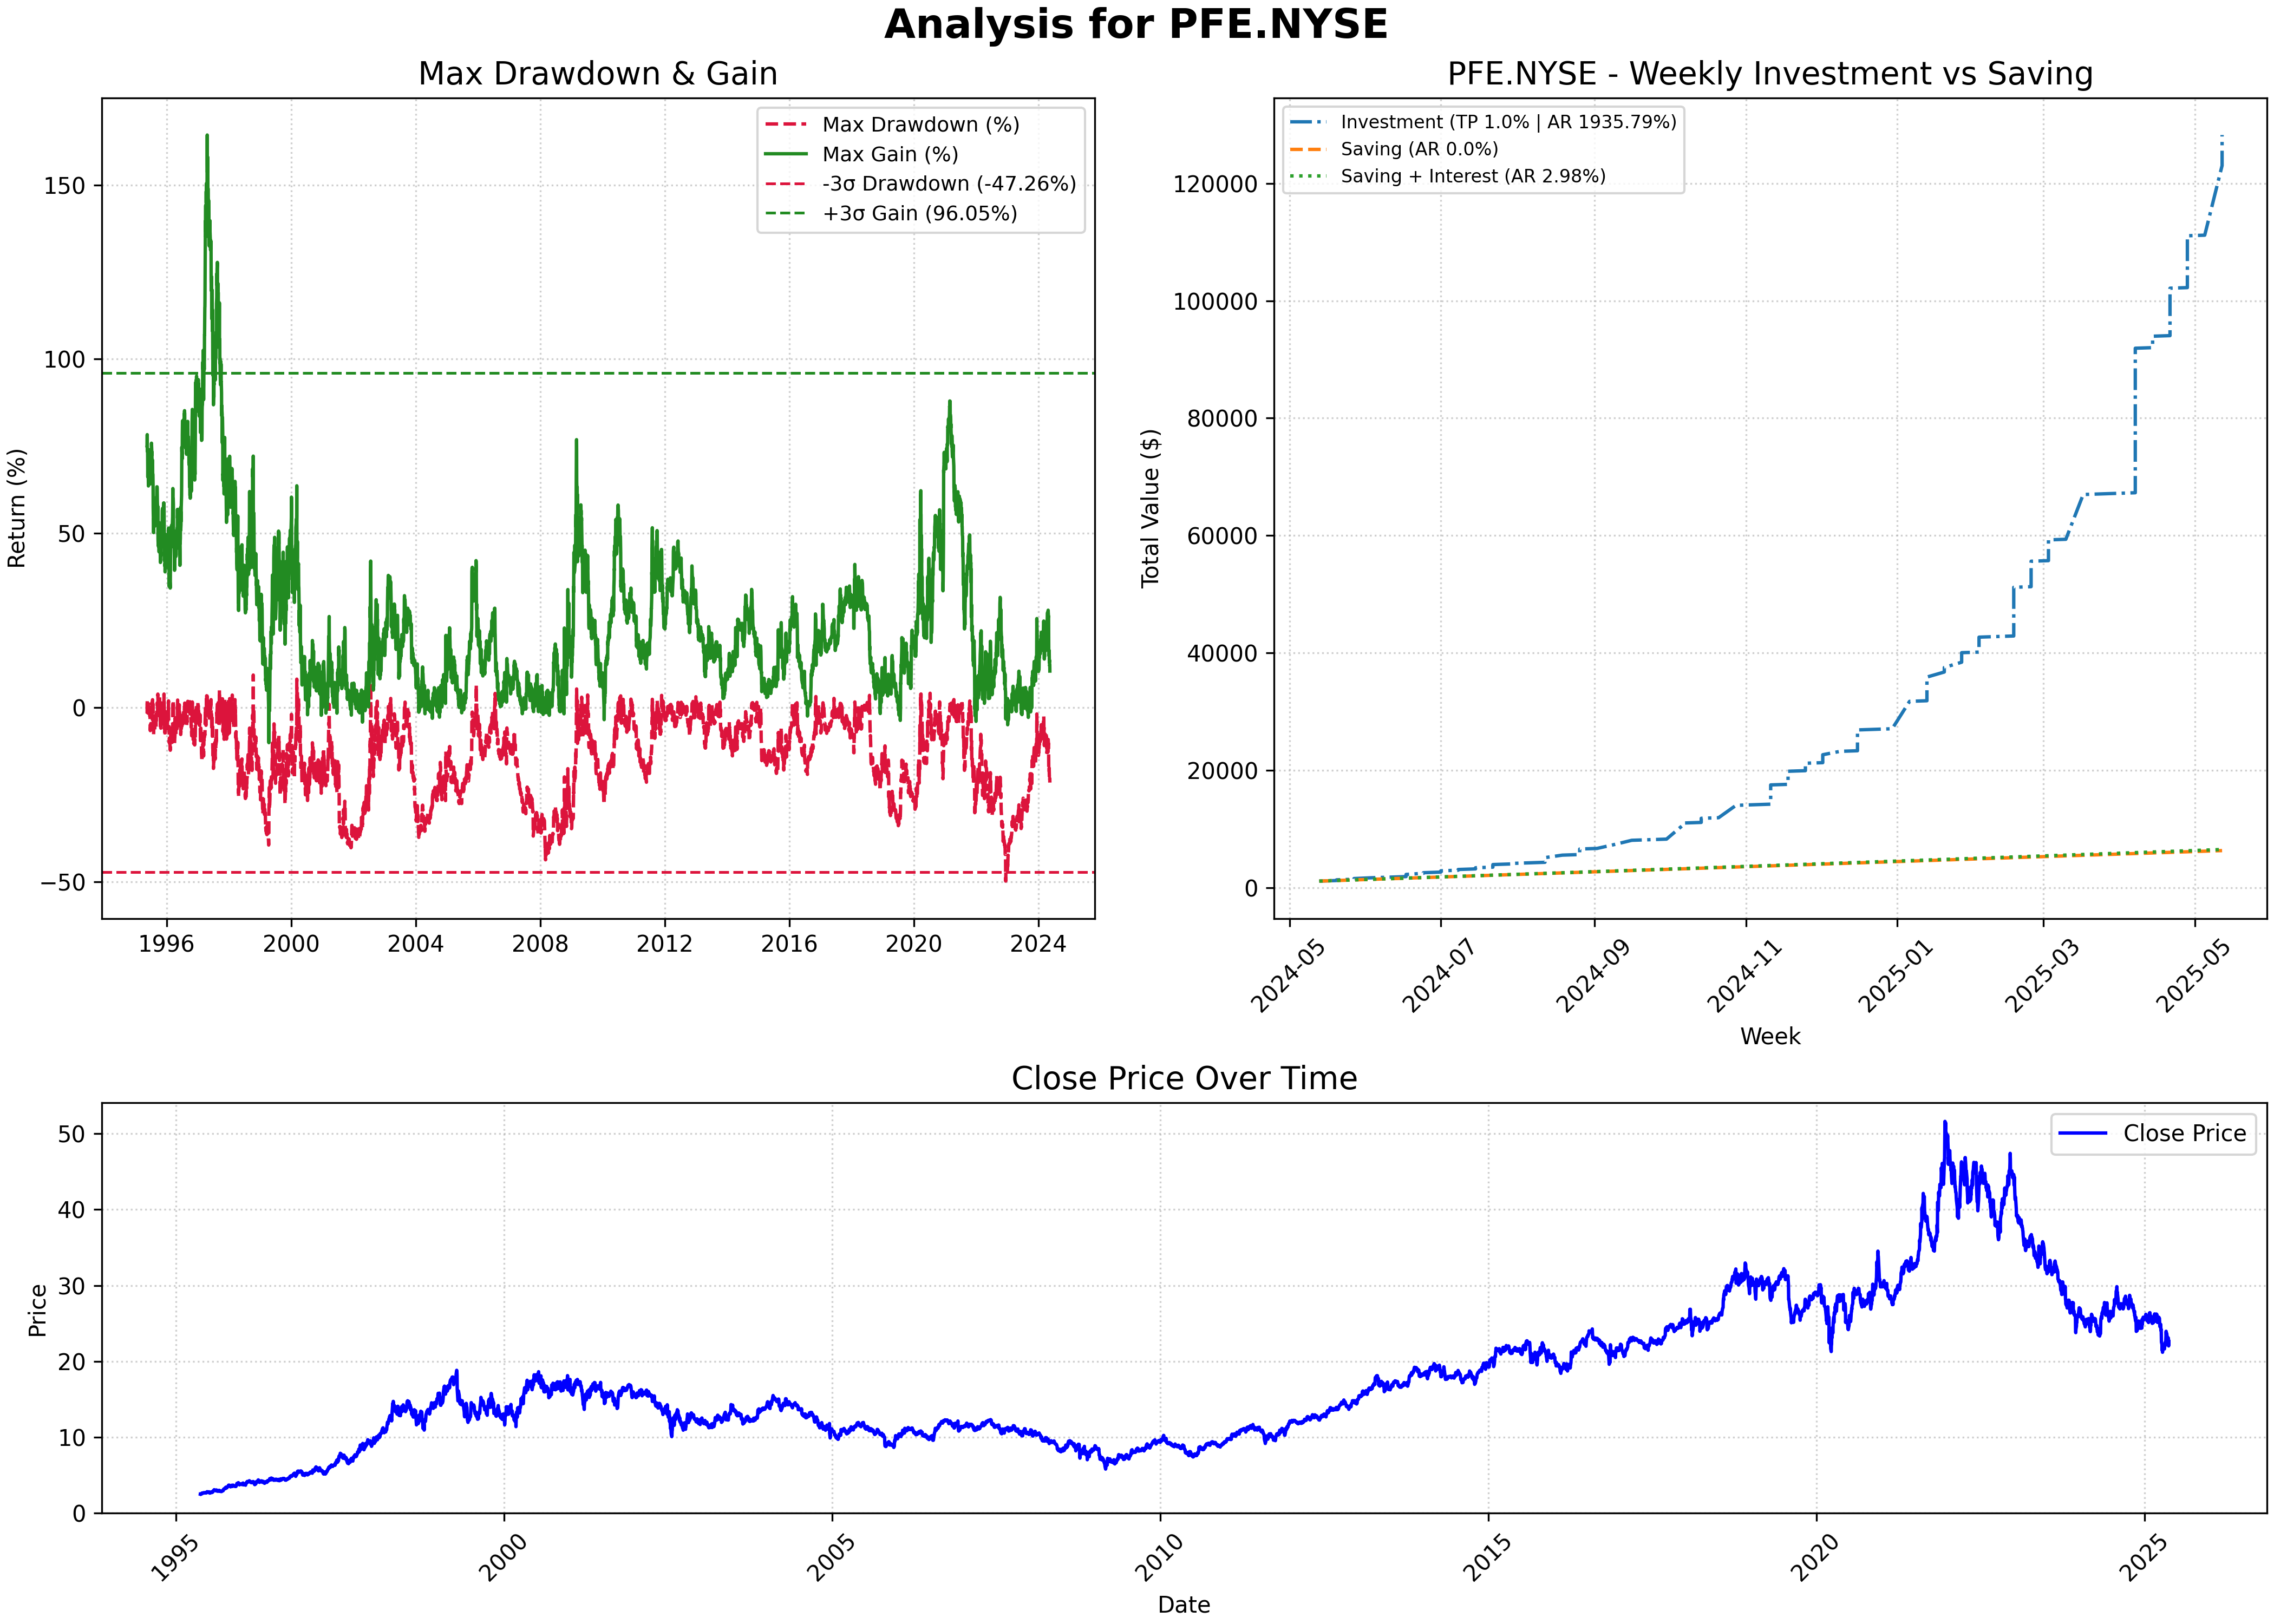 Analysis for PFE.NYSE
Max Drawdown & Gain
Return (%)
150
100
50
0
−50
1996 2000 2004 2008 2012 2016 2020 2024
Max Drawdown (%)
Max Gain (%)
-3σ Drawdown (-47.26%)
+3σ Gain (96.05%)
PFE.NYSE - Weekly Investment vs Saving
Total Value ($)
120000
100000
80000
60000
40000
20000
0
2024-05 2024-07 2024-09 2024-11 2025-01 2025-03 2025-05
Week
Investment (TP 1.0% | AR 1935.79%)
Saving (AR 0.0%)
Saving + Interest (AR 2.98%)
Close Price Over Time
Price
50
40
30
20
10
0
1995 2000 2005 2010 2015 2020 2025
Date
Close Price